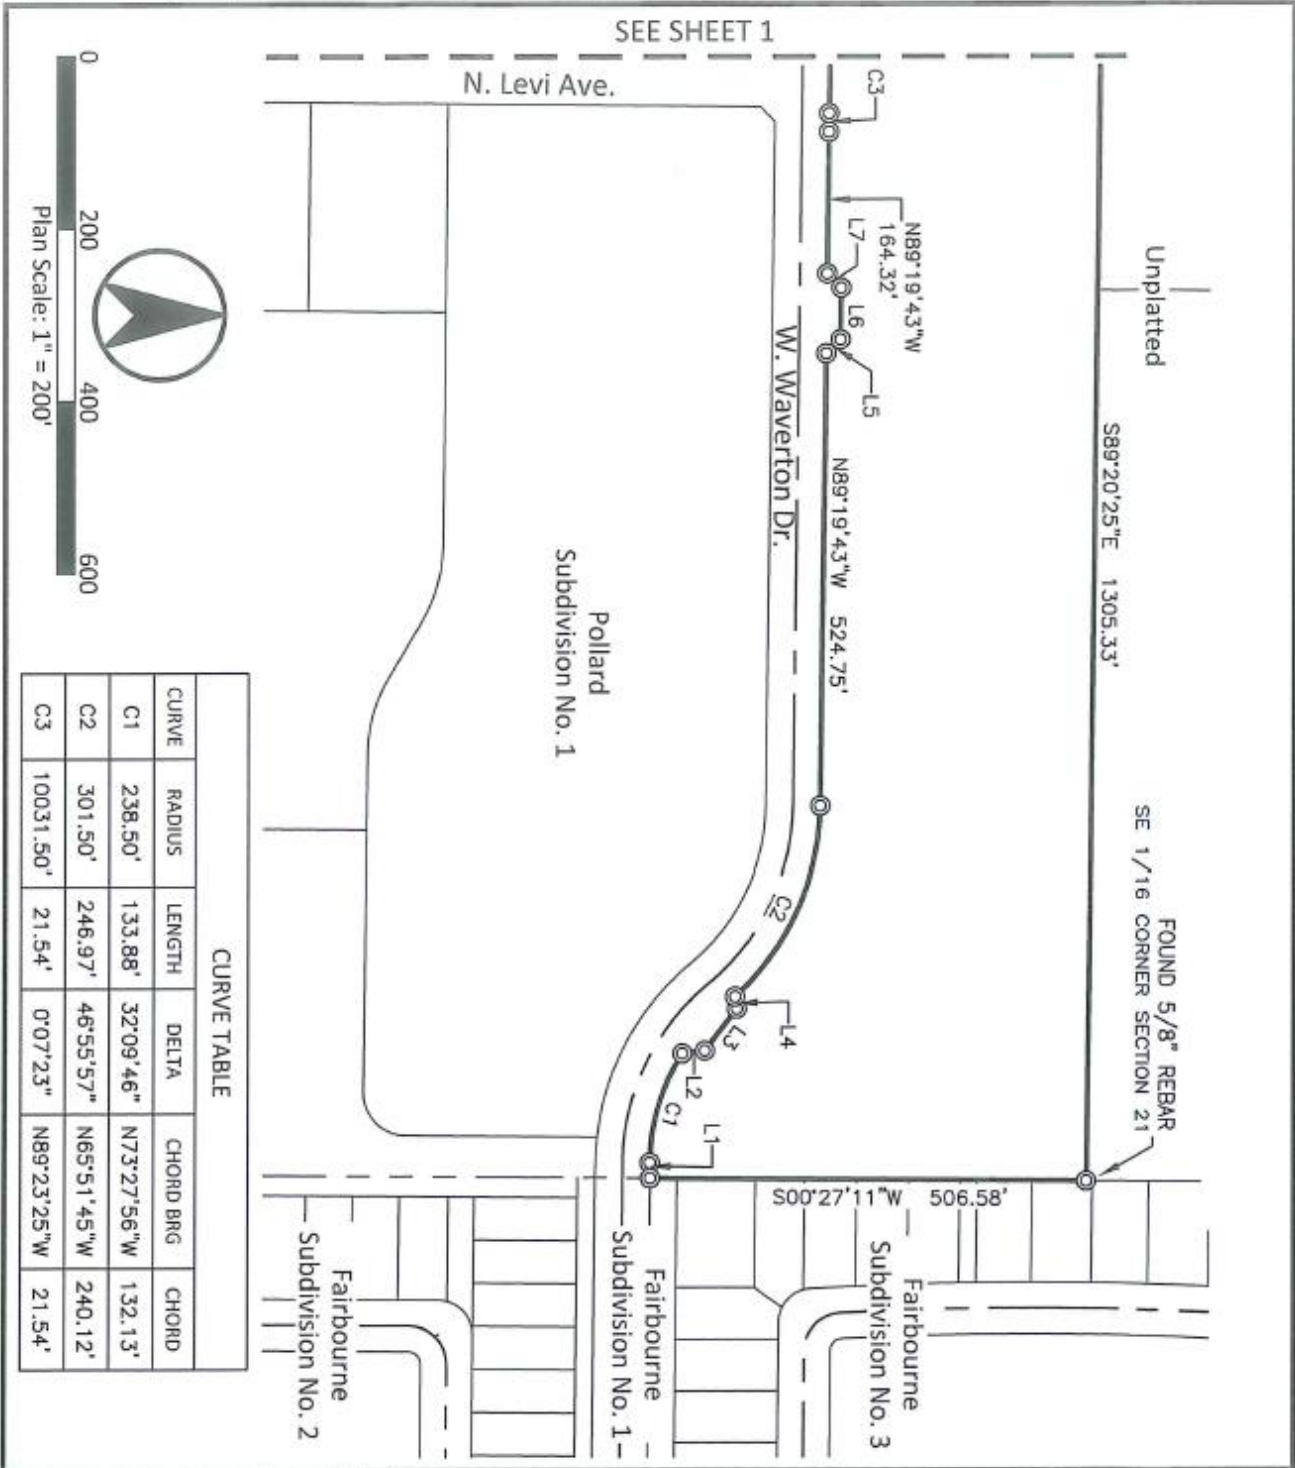 SEE SHEET 1
N. Levi Ave.
C3
N89°19'43"W
164.32'
L7
L6
L5
Unplatted
S89°20'25"E 1305.33'
W. Waverton Dr.
N89°19'43"W 524.75'
FOUND 5/8" REBAR
SE 1/16 CORNER SECTION 21
C2
L4
L3
L2
C1
L1
S00°27'11"W 506.58'
Pollard
Subdivision No. 1
Fairbourne
Subdivision No. 3
Fairbourne
Subdivision No. 1
Fairbourne
Subdivision No. 2
0 200 400 600
Plan Scale: 1" = 200'
CURVE TABLE
CURVE RADIUS LENGTH DELTA CHORD BRG CHORD
C1 238.50' 133.88' 32°09'46" N73°27'56"W 132.13'
C2 301.50' 246.97' 46°55'57" N65°51'45"W 240.12'
C3 10031.50' 21.54' 0°07'23" N89°23'25"W 21.54'